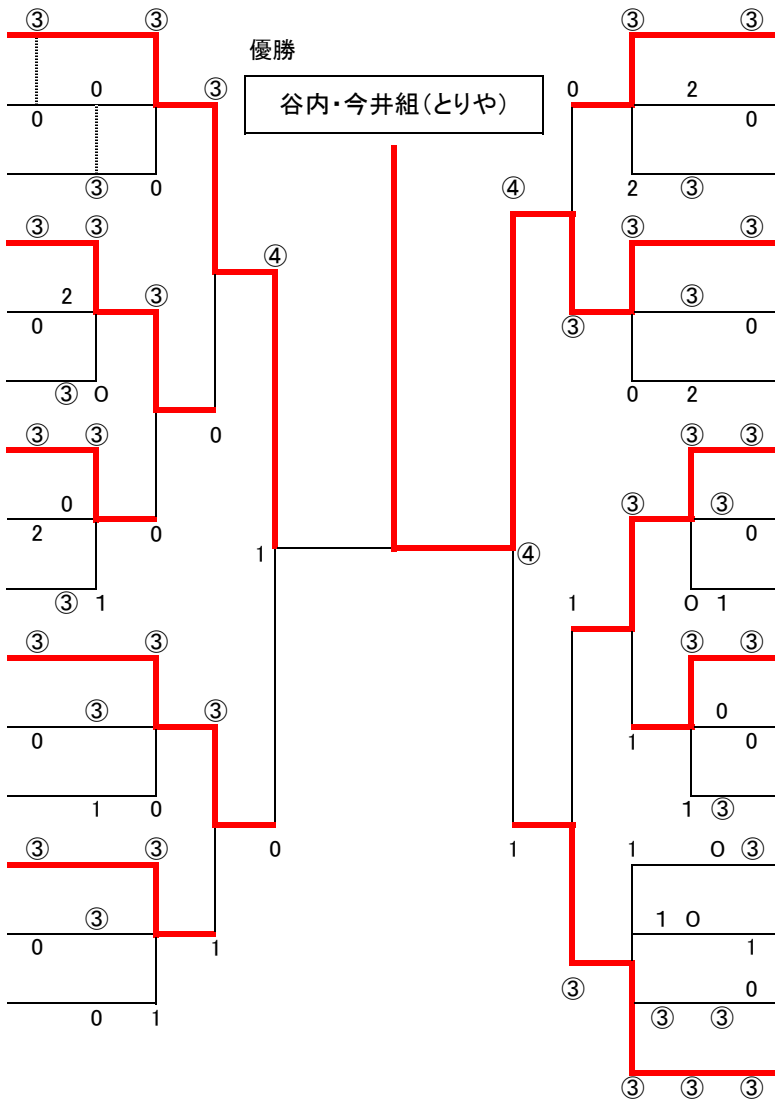 ③ ③ ③ ③
優勝
0 ③ 0 2
谷内・今井組(とりや)
0 0
③ 0 ④ 2 ③
③ ③ ③ ③
④
2 ③ ③
0 ③ 0
③ 0 0 2
③ ③ 0 ③ ③
0 ③ ③
2 0 1 ④ 0
③ 1 1 0 1
③ ③ ③ ③
③ ③ 0
0 1 0
1 0 1 ③
③ ③ 0 1 1 0 ③
③ 1 0
0 1 1
0
0 1 ③ ③ ③
③ ③ ③